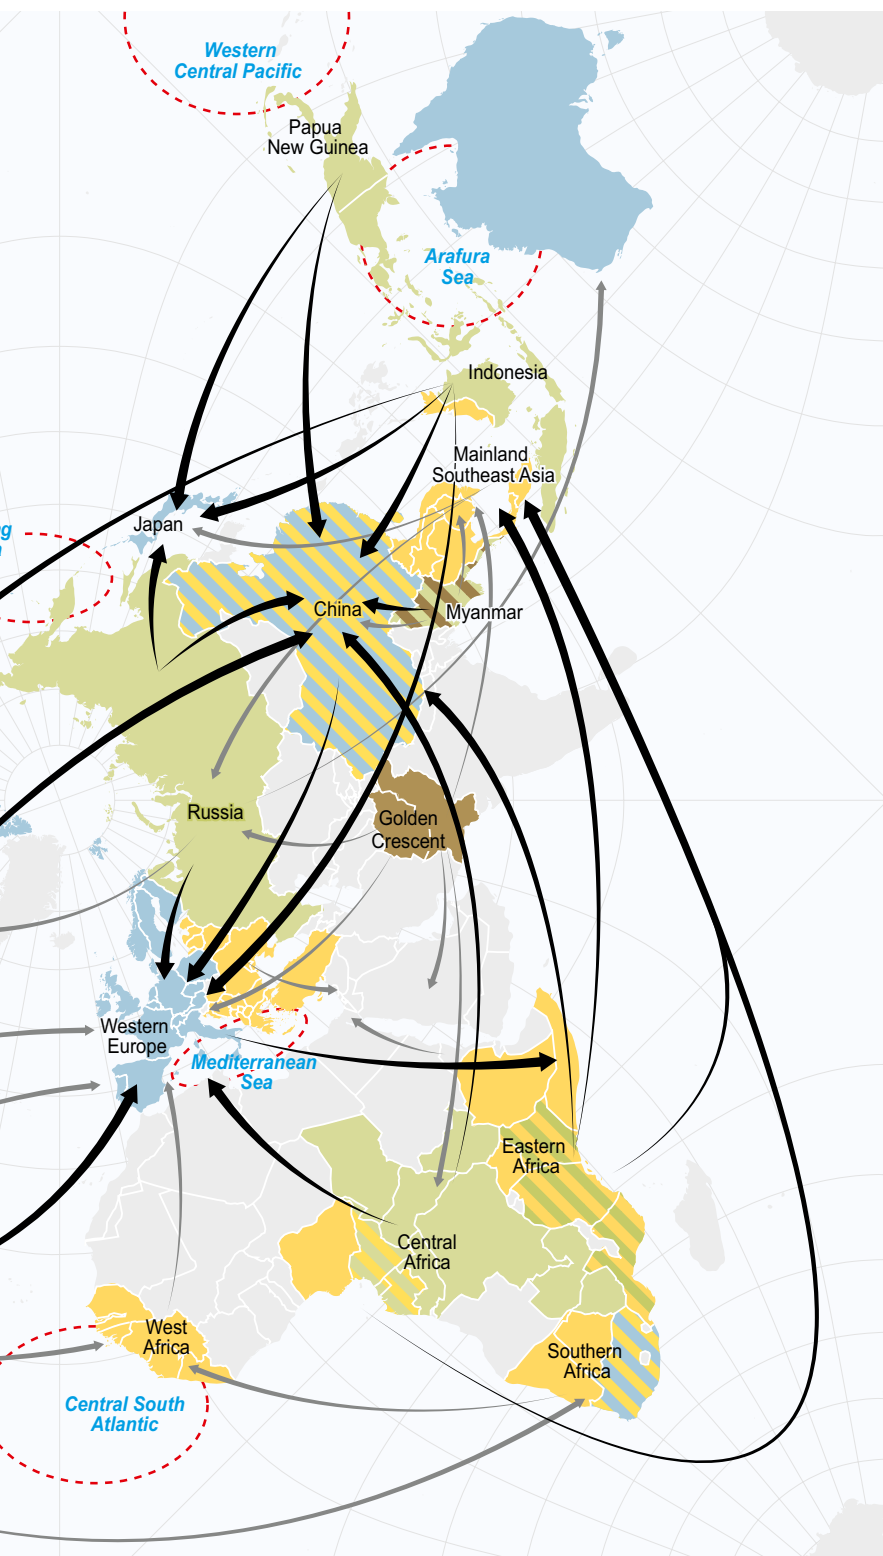 Western
Central Pacific
Papua
New Guinea
Arafura
Sea
Indonesia
Mainland
Southeast Asia
Japan
China
Myanmar
Russia
Golden
Crescent
Western
Europe
Mediterranean
Sea
Eastern
Africa
Central
Africa
West
Africa
Southern
Africa
Central South
Atlantic